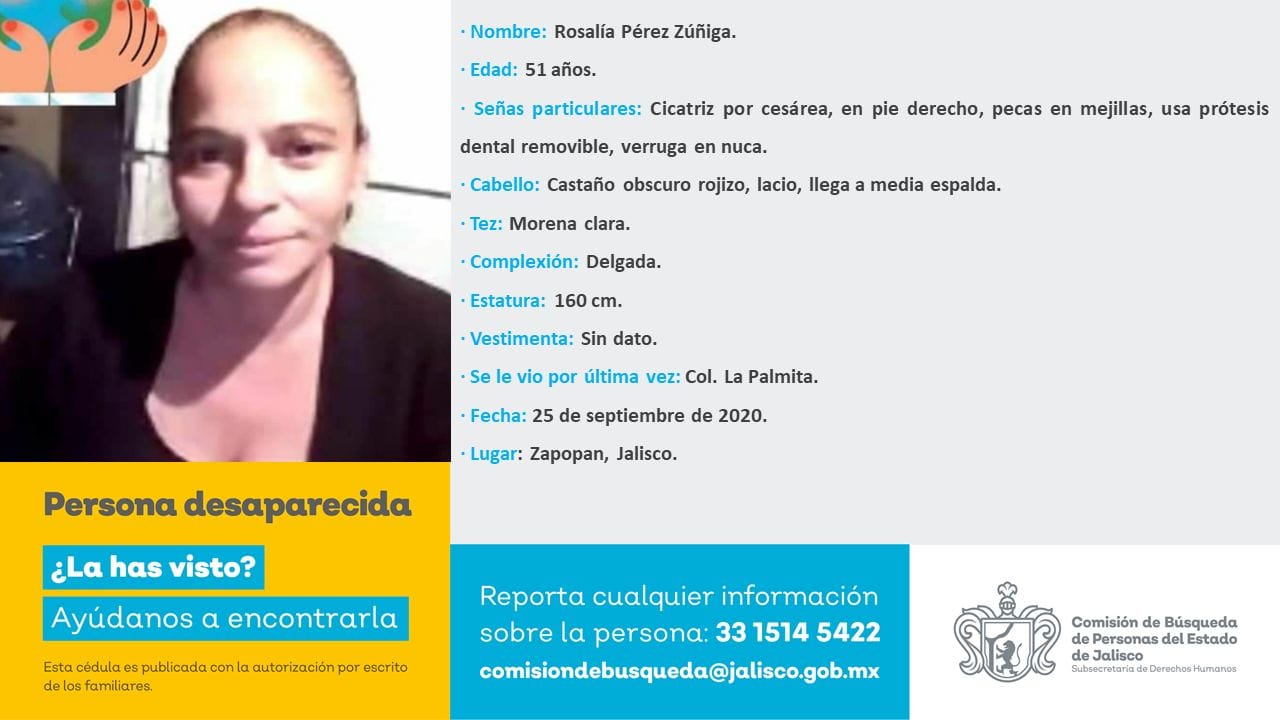 · Nombre: Rosalía Pérez Zúñiga.
· Edad: 51 años.
· Señas particulares: Cicatriz por cesárea, en pie derecho, pecas en mejillas, usa prótesis
dental removible, verruga en nuca.
· Cabello: Castaño obscuro rojizo, lacio, llega a media espalda.
· Tez: Morena clara.
· Complexión: Delgada.
· Estatura: 160 cm.
· Vestimenta: Sin dato.
· Se le vio por última vez: Col. La Palmita.
· Fecha: 25 de septiembre de 2020.
· Lugar: Zapopan, Jalisco.
Persona desaparecida
¿La has visto?
Ayúdanos a encontrarla
Esta cédula es publicada con la autorización por escrito
de los familiares.
Reporta cualquier información
sobre la persona: 33 1514 5422
comisiondebusqueda@jalisco.gob.mx
Comisión de Búsqueda
de Personas del Estado
de Jalisco
Subsecretaría de Derechos Humanos